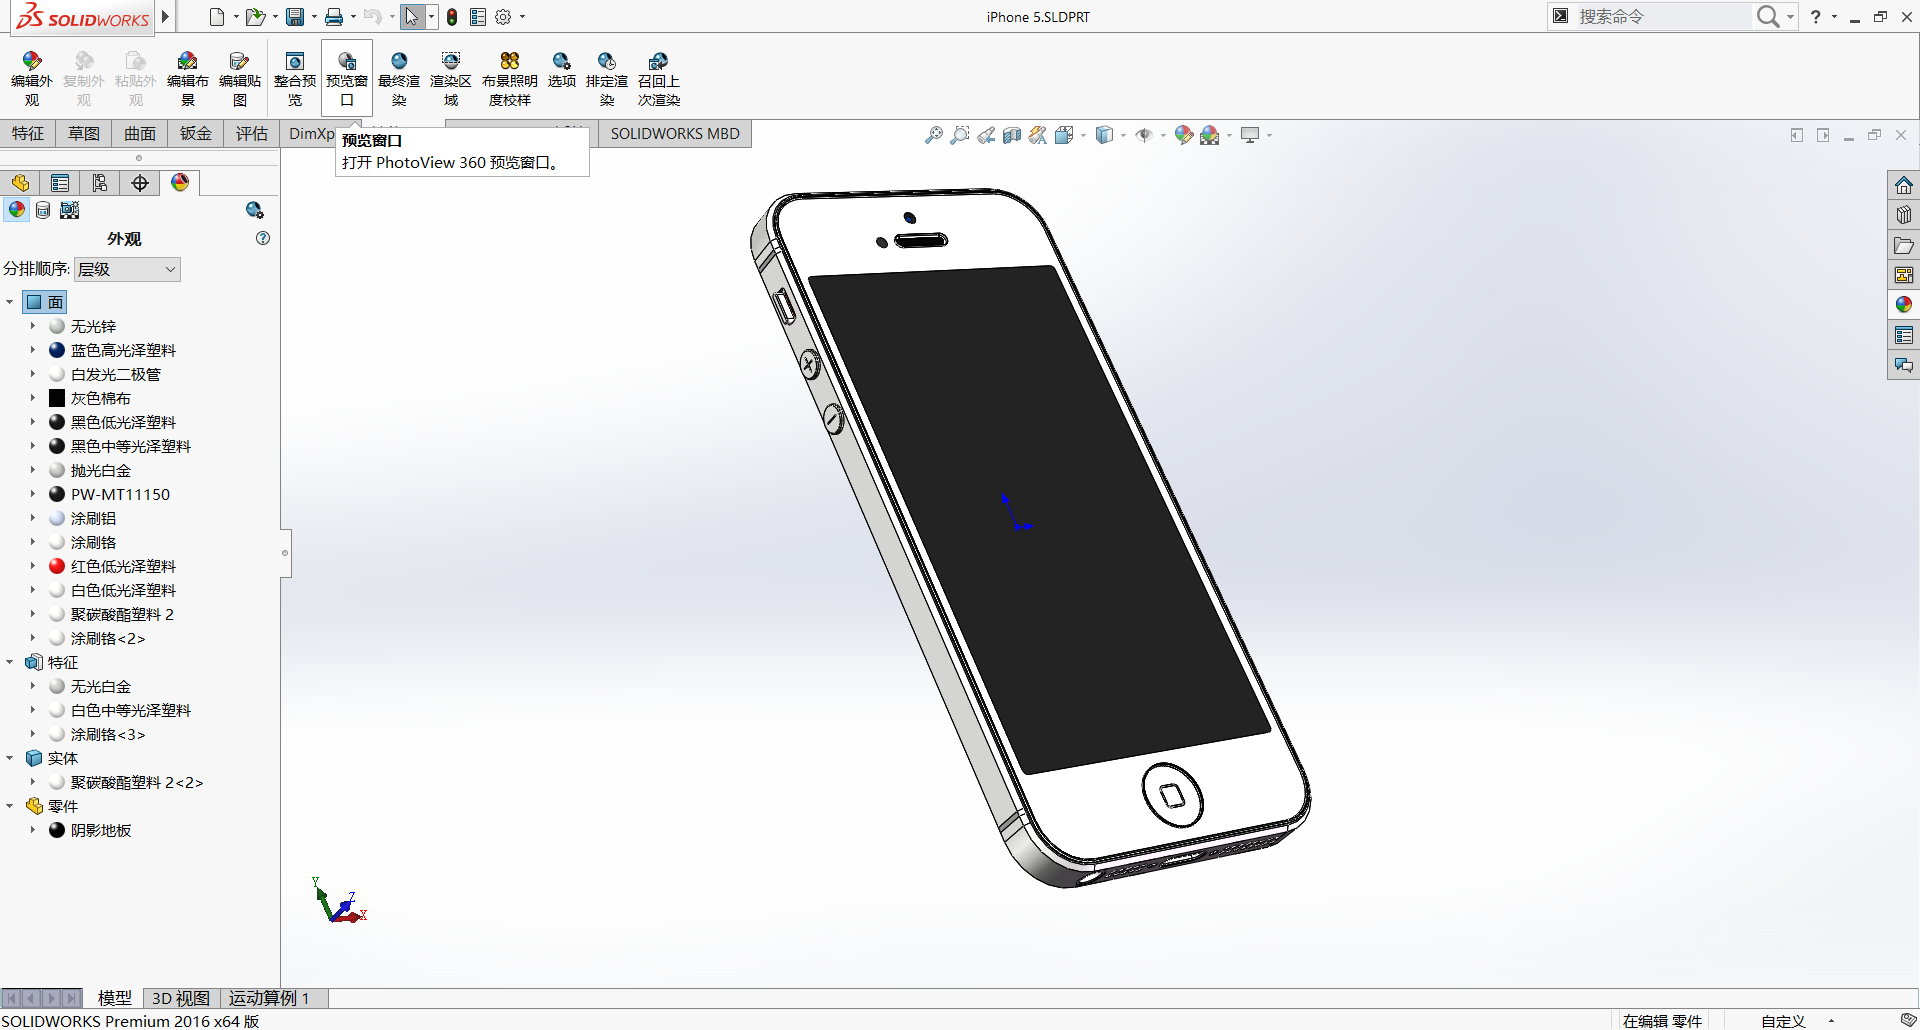 SOLIDWORKS
iPhone 5.SLDPRT
搜索命令
?
编辑外观
复制外观
粘贴外观
编辑布景
编辑贴图
整合预览
预览窗口
最终渲染
渲染区域
布景照明度校样
选项
排定渲染
召回上次渲染
特征
草图
曲面
钣金
评估
DimXp
SOLIDWORKS MBD
预览窗口
打开 PhotoView 360 预览窗口。
外观
分排顺序:
层级
面
无光锌
蓝色高光泽塑料
白发光二极管
灰色棉布
黑色低光泽塑料
黑色中等光泽塑料
抛光白金
PW-MT11150
涂刷铝
涂刷铬
红色低光泽塑料
白色低光泽塑料
聚碳酸酯塑料 2
涂刷铬<2>
特征
无光白金
白色中等光泽塑料
涂刷铬<3>
实体
聚碳酸酯塑料 2<2>
零件
阴影地板
Y
Z
X
模型
3D 视图
运动算例 1
SOLIDWORKS Premium 2016 x64 版
在编辑 零件
自定义